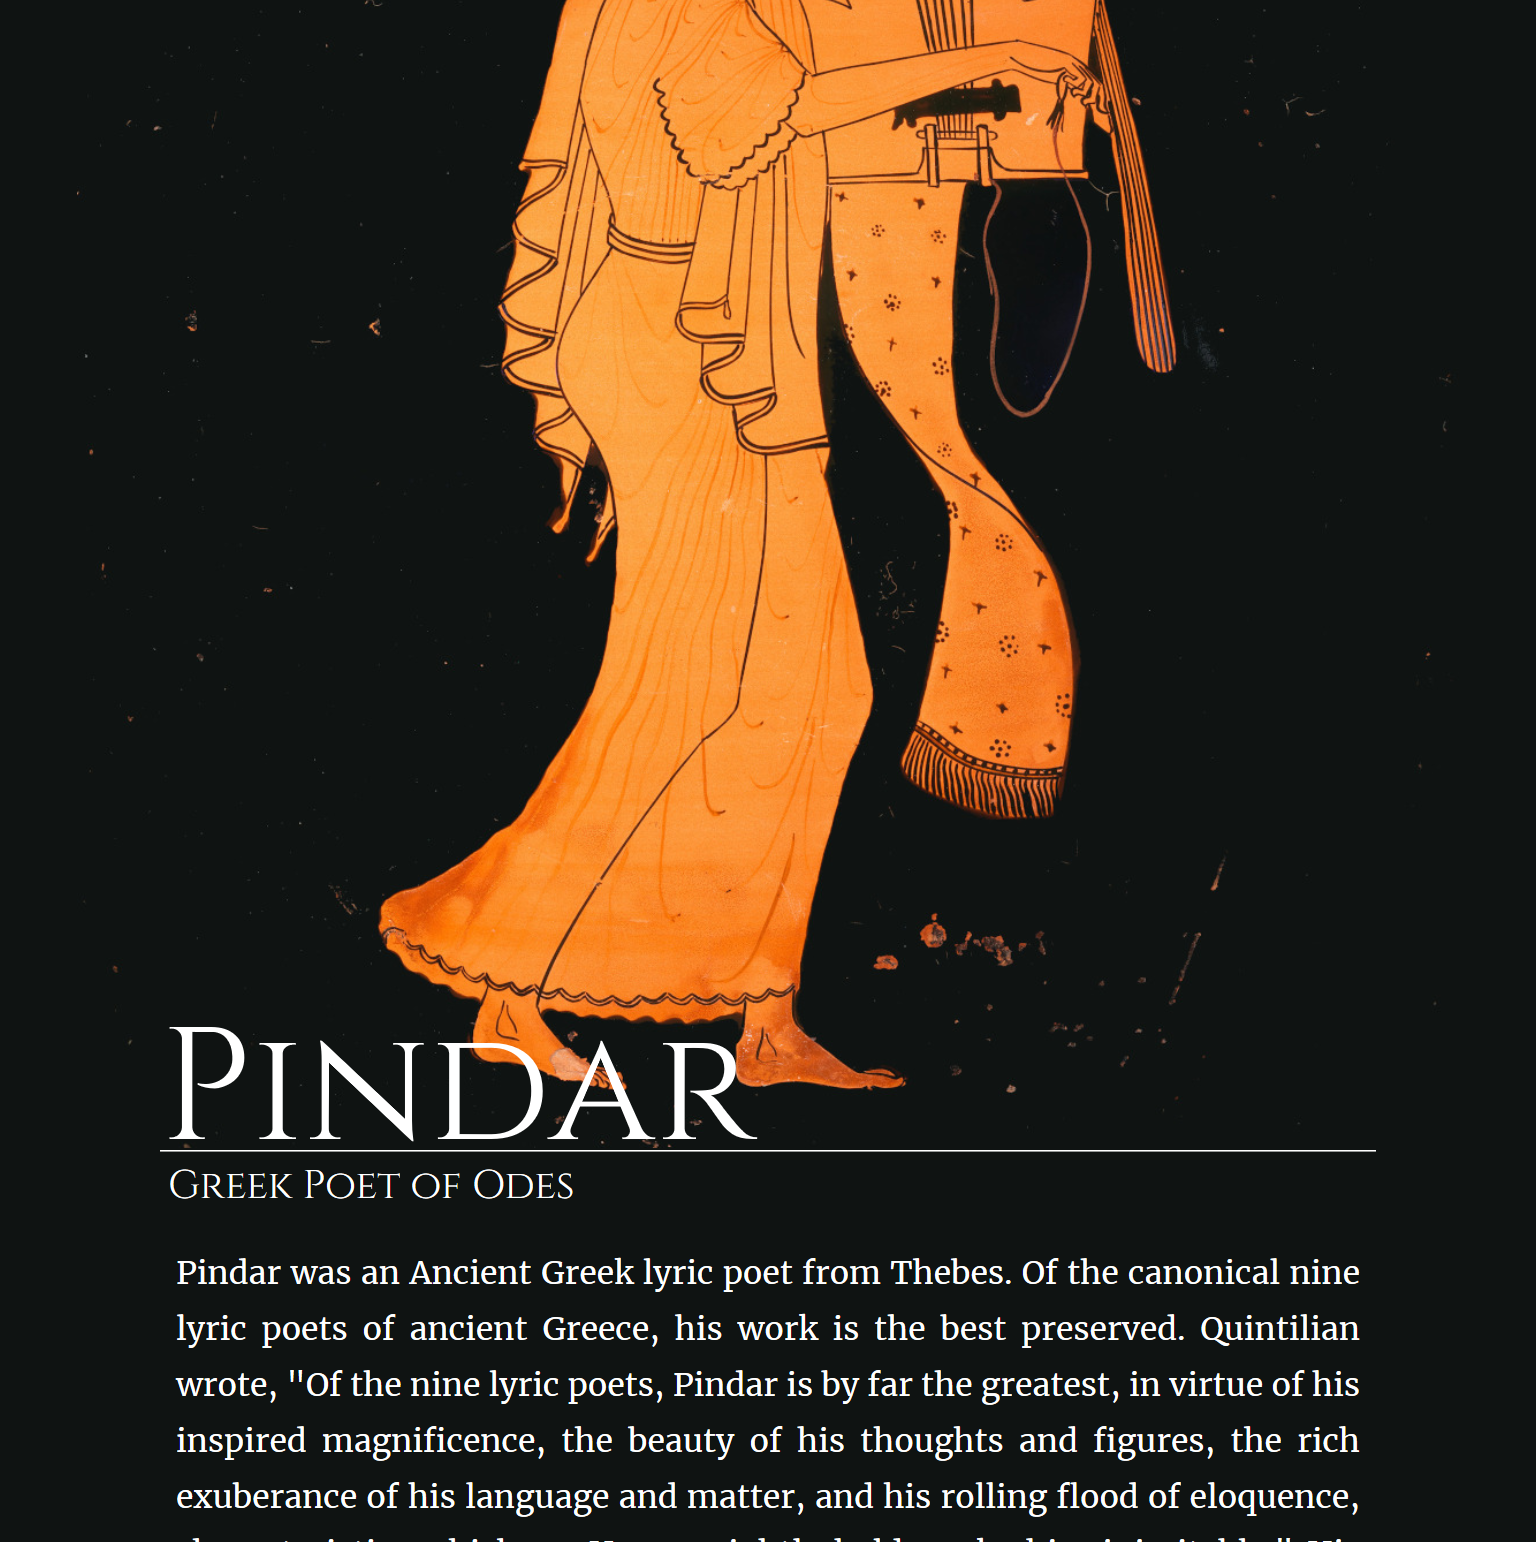 Pindar
Greek Poet of Odes
Pindar was an Ancient Greek lyric poet from Thebes. Of the canonical nine
lyric poets of ancient Greece, his work is the best preserved. Quintilian
wrote, "Of the nine lyric poets, Pindar is by far the greatest, in virtue of his
inspired magnificence, the beauty of his thoughts and figures, the rich
exuberance of his language and matter, and his rolling flood of eloquence,